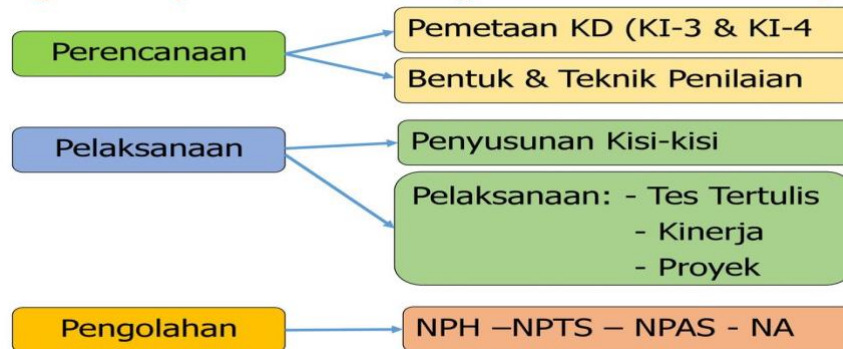 Perencanaan
Pemetaan KD (KI-3 & KI-4
Bentuk & Teknik Penilaian
Pelaksanaan
Penyusunan Kisi-kisi
Pelaksanaan: - Tes Tertulis
- Kinerja
- Proyek
Pengolahan
NPH –NPTS – NPAS - NA